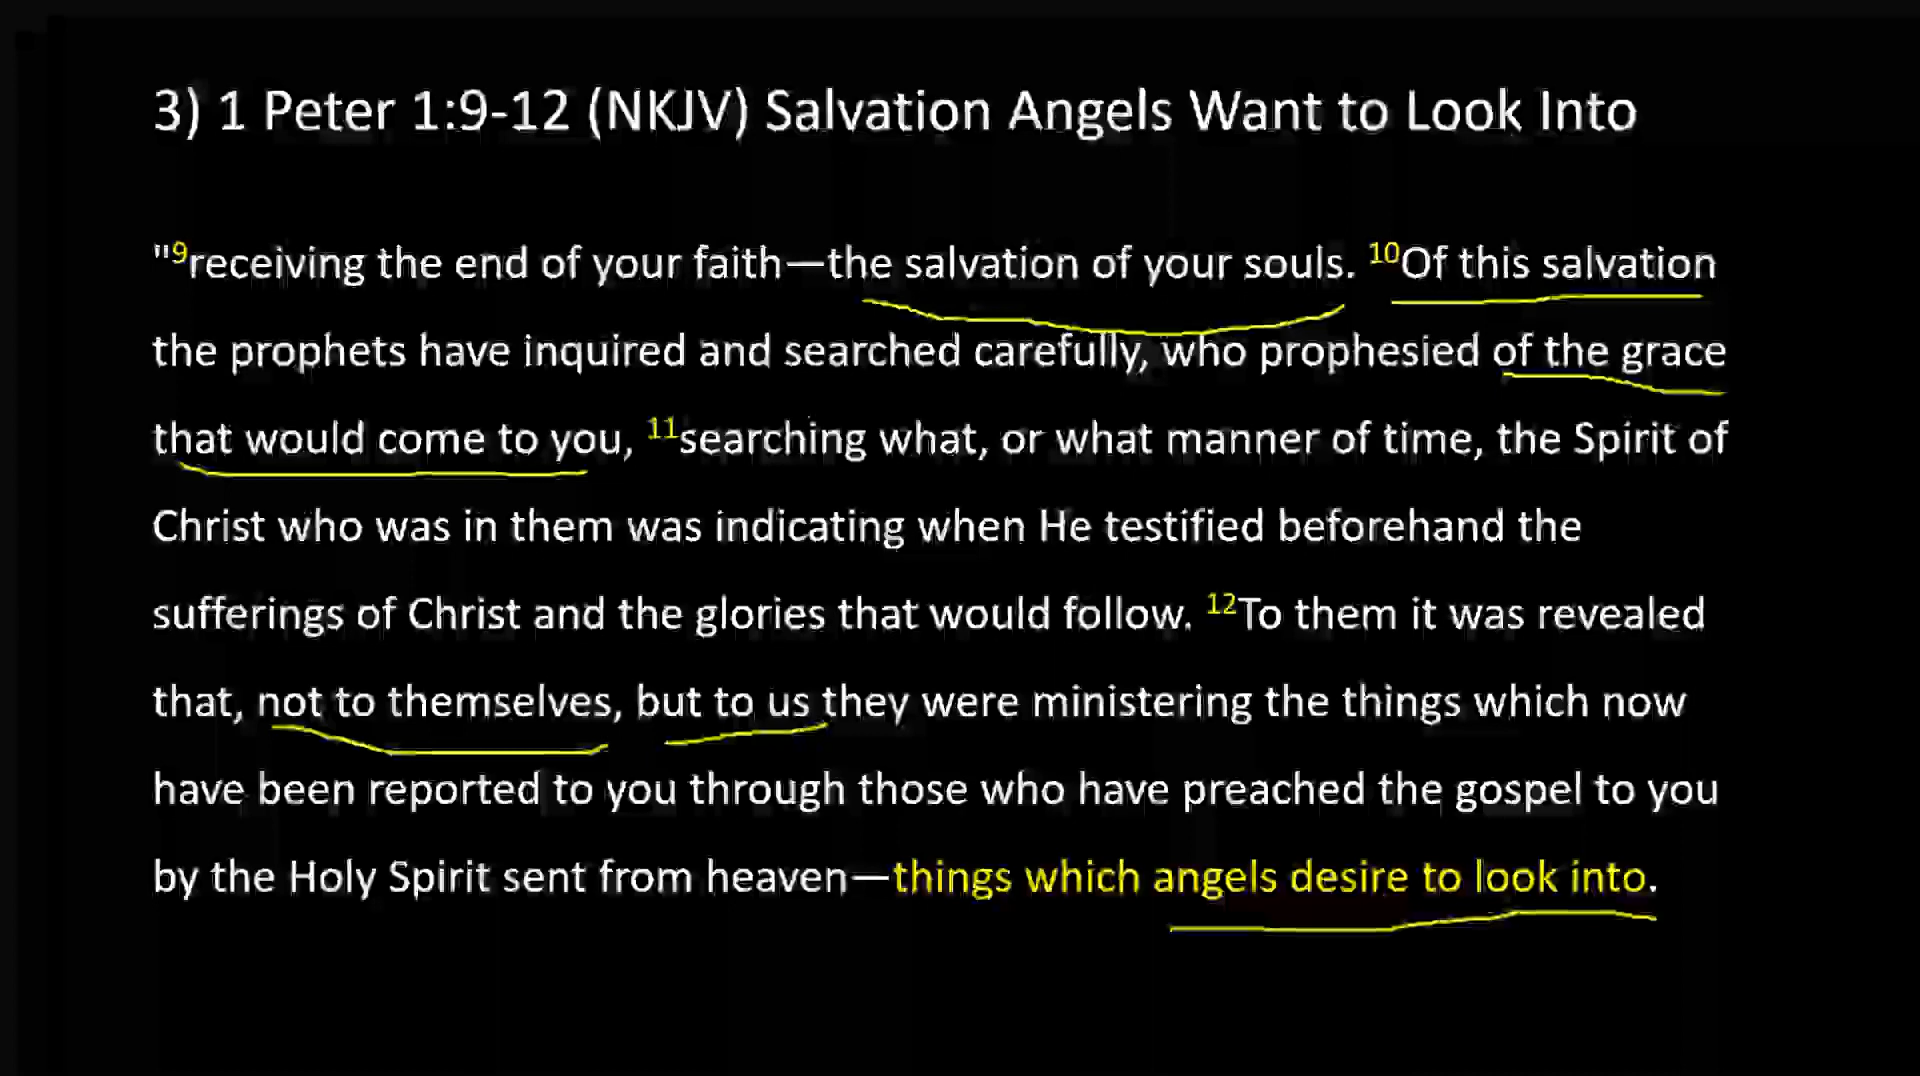 3) 1 Peter 1:9-12 (NKJV) Salvation Angels Want to Look Into
"9receiving the end of your faith—the salvation of your souls. 10Of this salvation
the prophets have inquired and searched carefully, who prophesied of the grace
that would come to you, 11searching what, or what manner of time, the Spirit of
Christ who was in them was indicating when He testified beforehand the
sufferings of Christ and the glories that would follow. 12To them it was revealed
that, not to themselves, but to us they were ministering the things which now
have been reported to you through those who have preached the gospel to you
by the Holy Spirit sent from heaven—things which angels desire to look into.